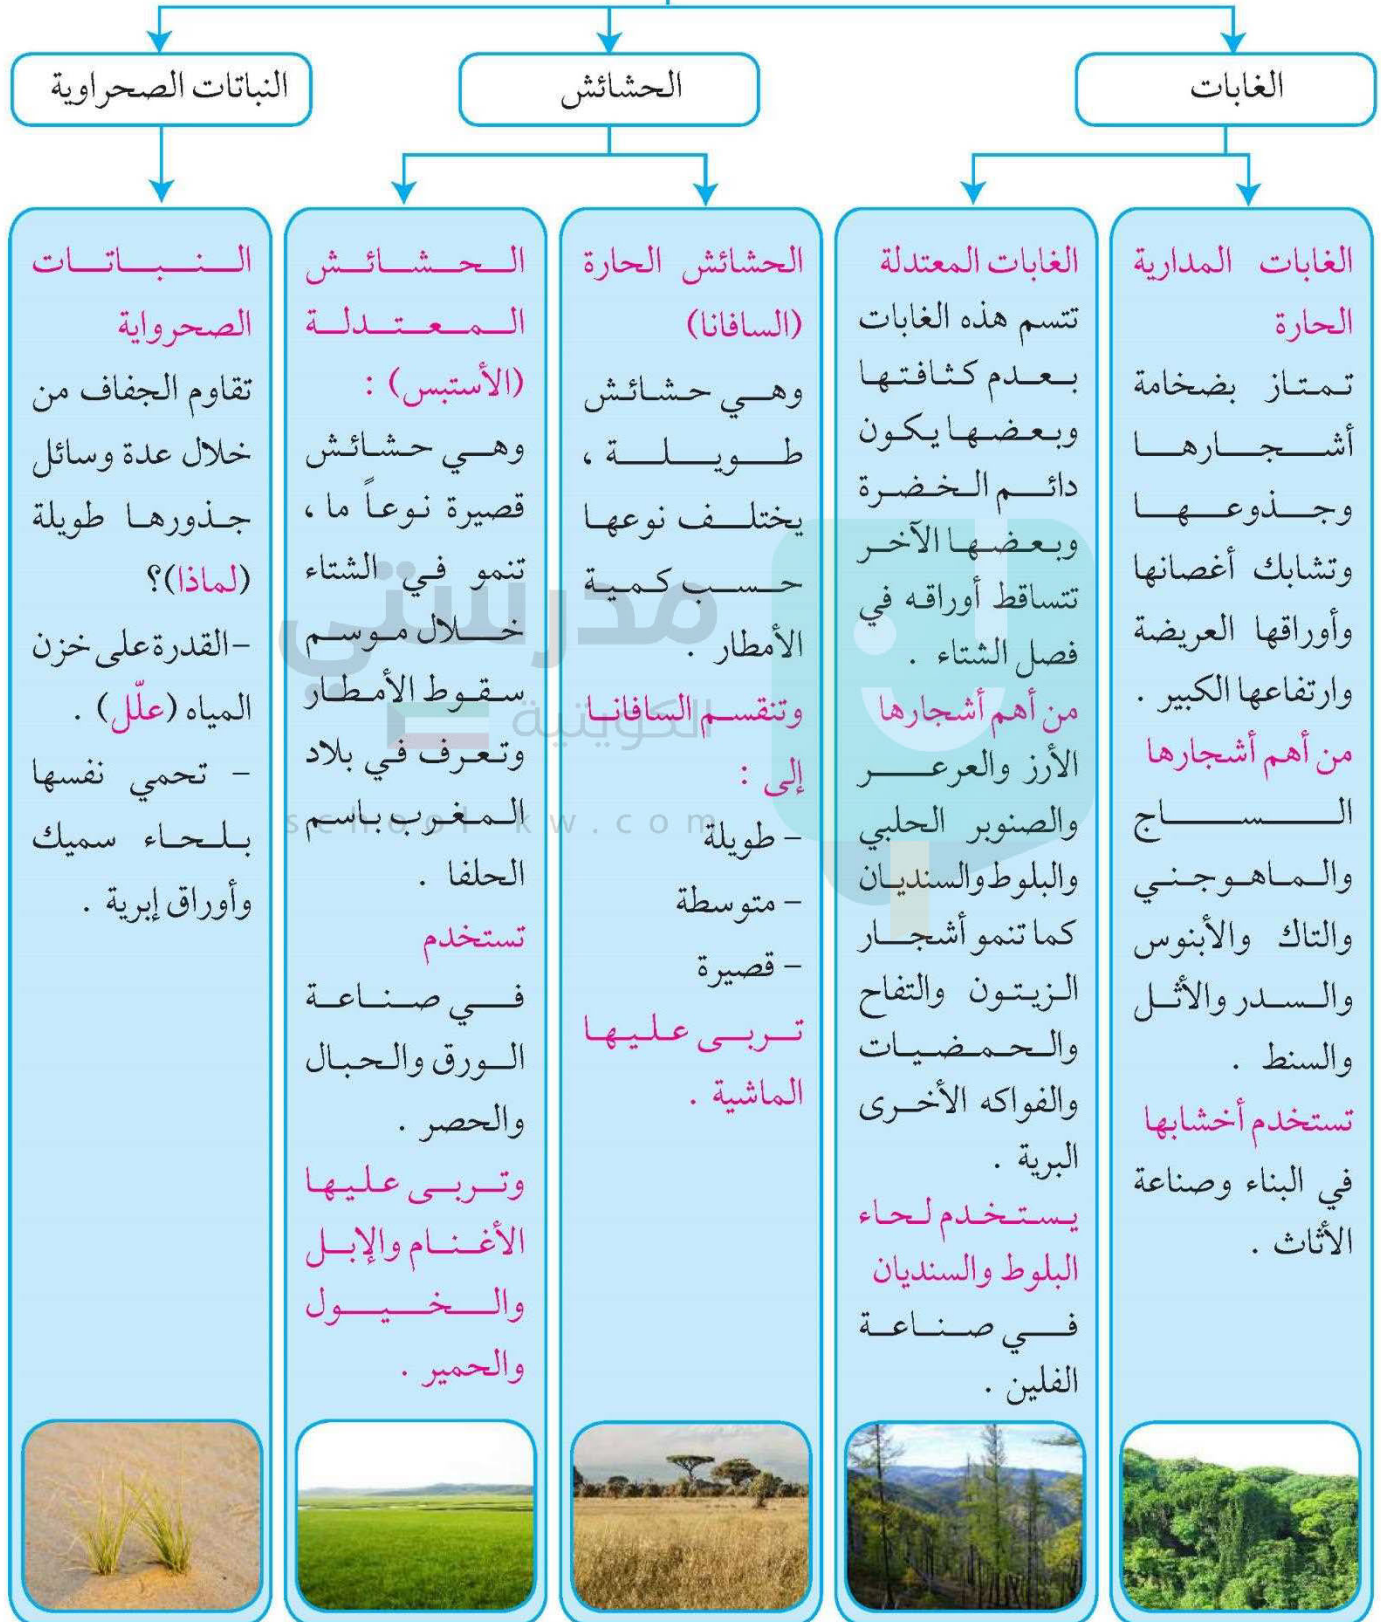 الغابات
الحشائش
النباتات الصحراوية
الغابات المدارية
الحارة
تمتاز بضخامة
أشجارها
وجذوعها
وتشابك أغصانها
وأوراقها العريضة
وارتفاعها الكبير .
من أهم أشجارها
الساج
والماهوجني
والتاك والأبنوس
والسدر والأثل
والسنط .
تستخدم أخشابها
في البناء وصناعة
الأثاث .
الغابات المعتدلة
تتسم هذه الغابات
بعدم كثافتها
وبعضها يكون
دائم الخضرة
وبعضها الآخر
تتساقط أوراقه في
فصل الشتاء .
من أهم أشجارها
الأرز والعرعر
والصنوبر الحلبي
والبلوط والسنديان
كما تنمو أشجار
الزيتون والتفاح
والحمضيات
والفواكه الأخرى
البرية .
يستخدم لحاء
البلوط والسنديان
في صناعة
الفلين .
الحشائش الحارة
(السافانا)
وهي حشائش
طويلة ،
يختلف نوعها
حسب كمية
الأمطار .
وتنقسم السافانا
إلى :
- طويلة
- متوسطة
- قصيرة
تربى عليها
الماشية .
الحشائش
المعتدلة
(الأستبس) :
وهي حشائش
قصيرة نوعاً ما ،
تنمو في الشتاء
خلال موسم
سقوط الأمطار
وتعرف في بلاد
المغرب باسم
الحلفا .
تستخدم
في صناعة
الورق والحبال
والحصر .
وتربى عليها
الأغنام والإبل
والخيول
والحمير .
النباتات
الصحرواية
تقاوم الجفاف من
خلال عدة وسائل
جذورها طويلة
(لماذا)؟
-القدرة على خزن
المياه (علّل) .
- تحمي نفسها
بلحاء سميك
وأوراق إبرية .
مدرستي
الكويتية
school-kw.com